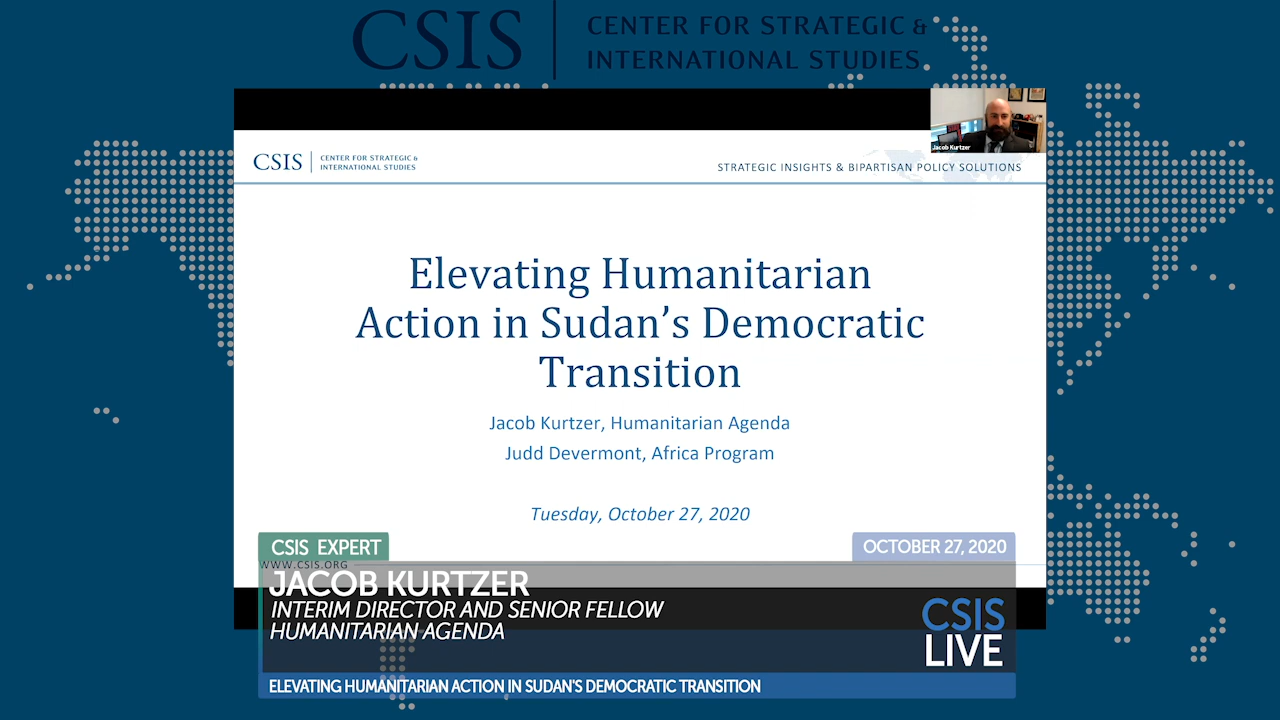 CSIS
CENTER FOR STRATEGIC &
INTERNATIONAL STUDIES
Jacob Kurtzer
CSIS
CENTER FOR STRATEGIC &
INTERNATIONAL STUDIES
STRATEGIC INSIGHTS & BIPARTISAN POLICY SOLUTIONS
Elevating Humanitarian
Action in Sudan’s Democratic
Transition
Jacob Kurtzer, Humanitarian Agenda
Judd Devermont, Africa Program
Tuesday, October 27, 2020
CSIS EXPERT
OCTOBER 27, 2020
WWW.CSIS.ORG
JACOB KURTZER
INTERIM DIRECTOR AND SENIOR FELLOW
HUMANITARIAN AGENDA
CSIS
LIVE
ELEVATING HUMANITARIAN ACTION IN SUDAN'S DEMOCRATIC TRANSITION